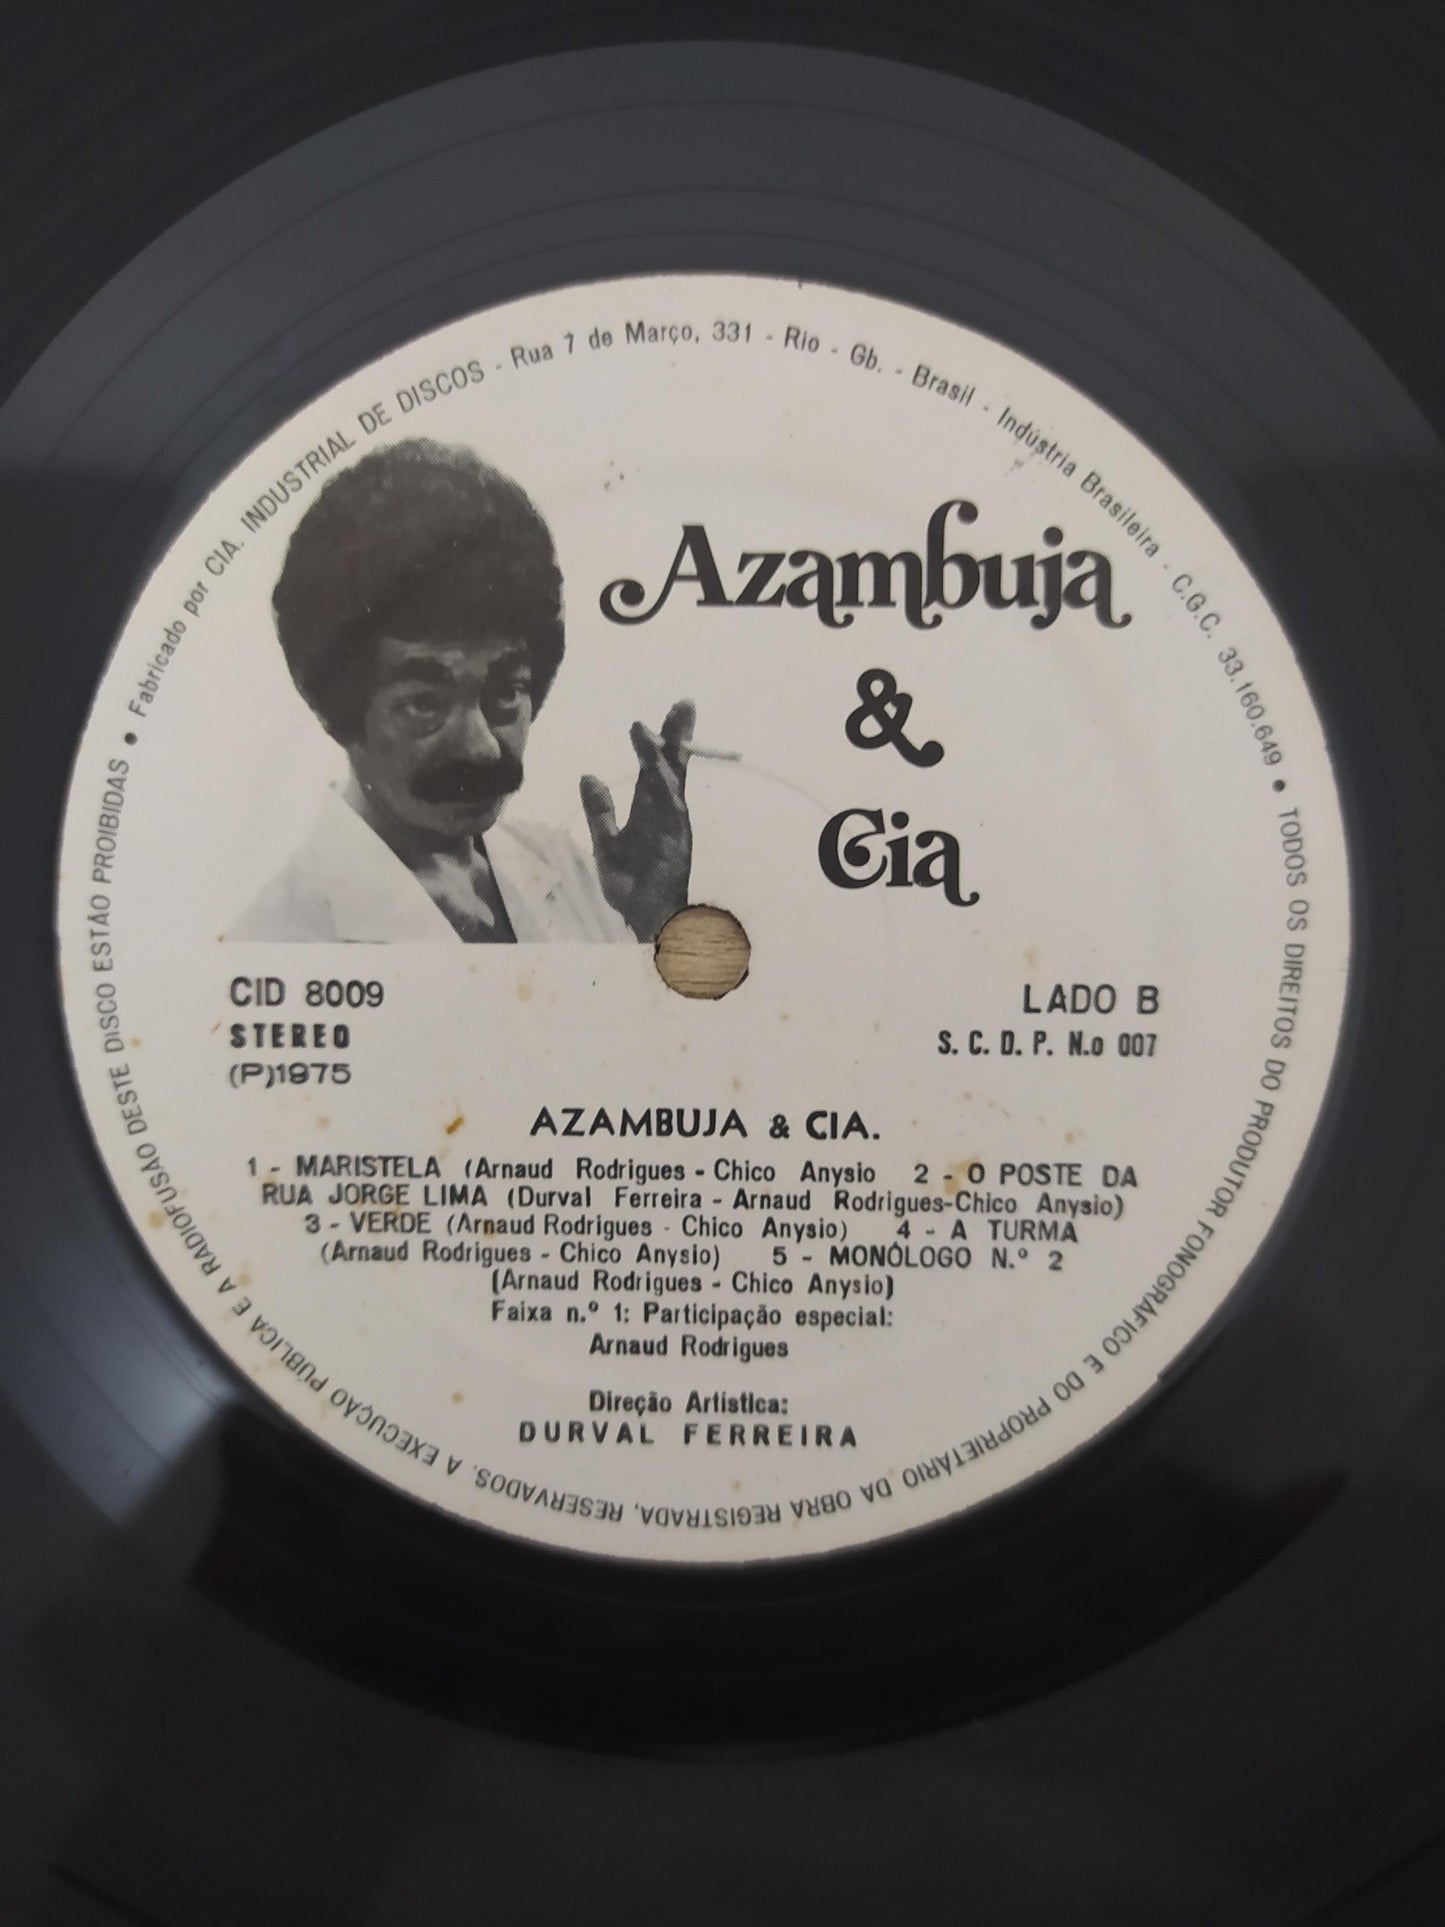 Fabricado por CIA. INDUSTRIAL DE DISCOS - Rua 7 de Março, 331 - Rio - Gb. - Brasil - Indústria Brasileira - C.G.C. 33.160.649 • TODOS OS DIREITOS DO PRODUTOR FONOGRÁFICO E DO PROPRIETÁRIO DA OBRA REGISTRADA, RESERVADOS. A EXECUÇÃO PÚBLICA E A RADIOFUSÃO DESTE DISCO ESTÃO PROIBIDAS •
Azambuja
&
Cia
CID 8009
STEREO
(P)1975
LADO B
S. C. D. P. N.o 007
AZAMBUJA & CIA.
1 - MARISTELA (Arnaud Rodrigues - Chico Anysio 2 - O POSTE DA
RUA JORGE LIMA (Durval Ferreira - Arnaud Rodrigues-Chico Anysio)
3 - VERDE (Arnaud Rodrigues - Chico Anysio) 4 - A TURMA
(Arnaud Rodrigues - Chico Anysio) 5 - MONÓLOGO N.º 2
(Arnaud Rodrigues - Chico Anysio)
Faixa n.º 1: Participação especial:
Arnaud Rodrigues
Direção Artística:
DURVAL FERREIRA